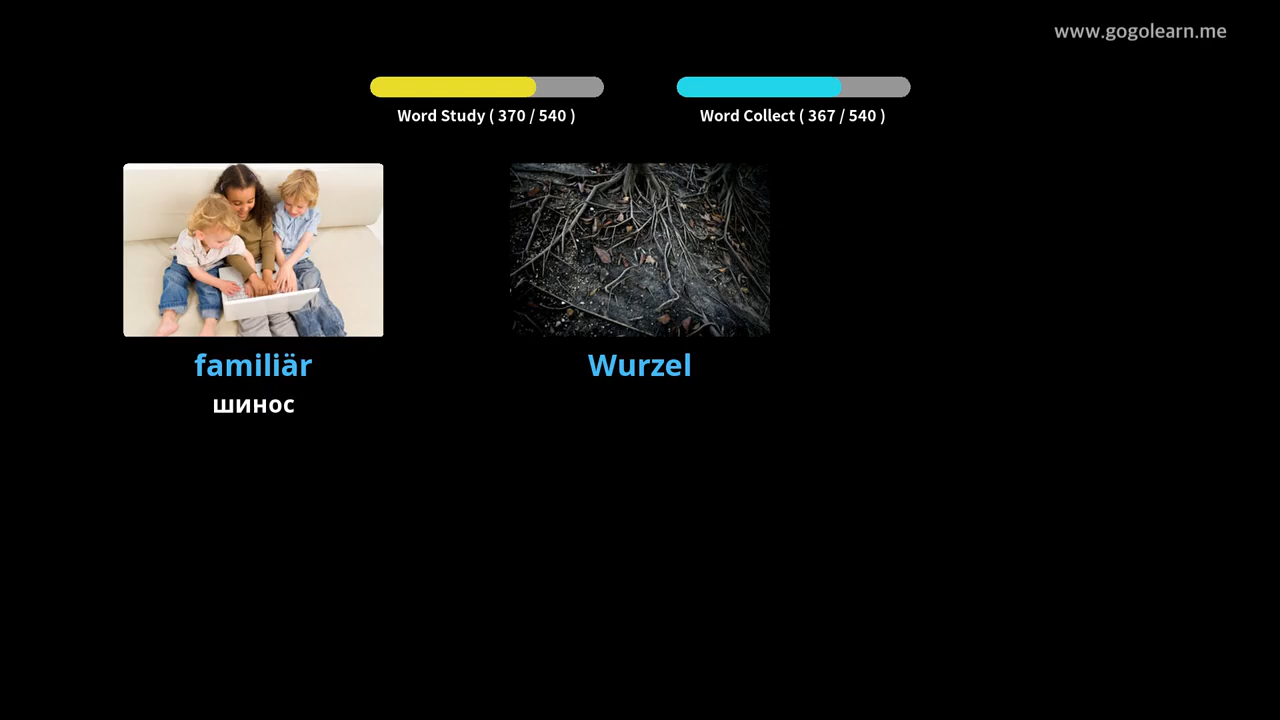 www.gogolearn.me
Word Study ( 370 / 540 )
Word Collect ( 367 / 540 )
familiär
шинос
Wurzel